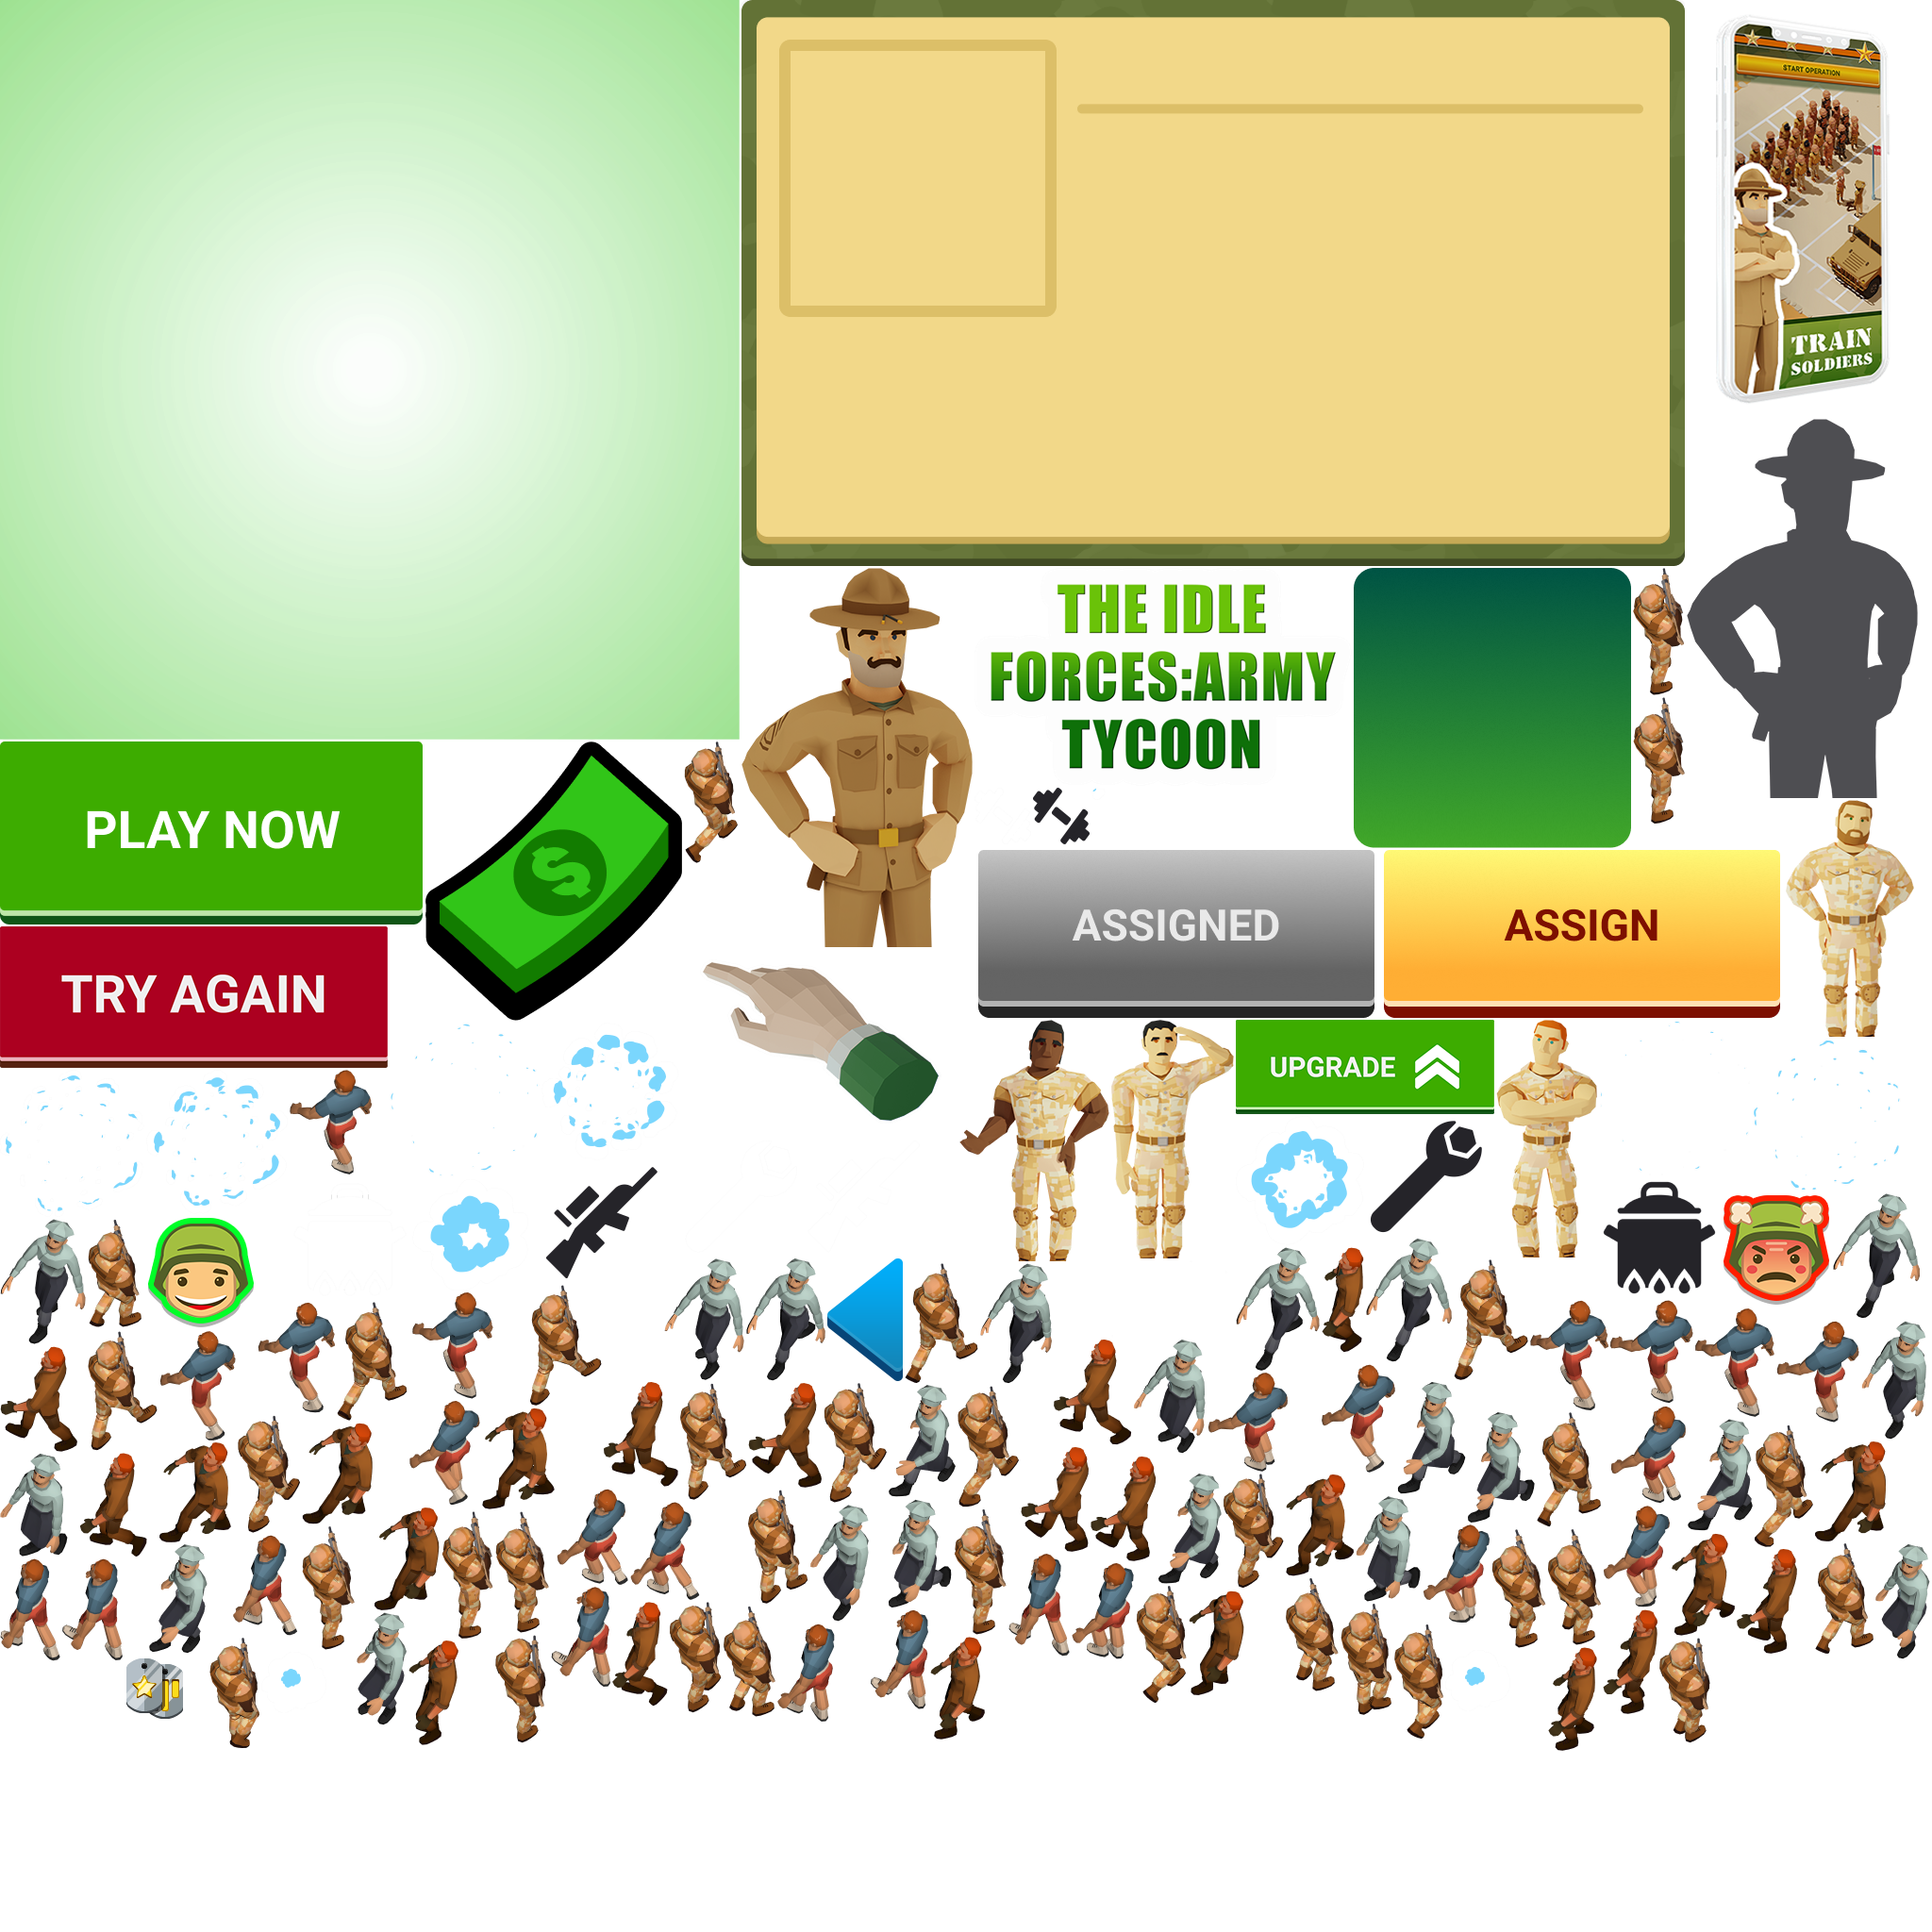 START OPERATION
TRAIN
SOLDIERS
THE IDLE
FORCES:ARMY
TYCOON
PLAY NOW
$
ASSIGNED
ASSIGN
TRY AGAIN
UPGRADE